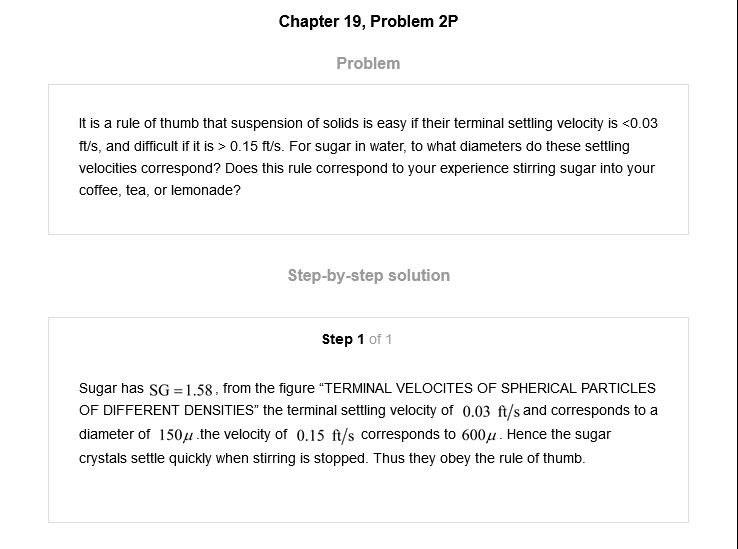 Chapter 19, Problem 2P
Problem
It is a rule of thumb that suspension of solids is easy if their terminal settling velocity is <0.03
ft/s, and difficult if it is > 0.15 ft/s. For sugar in water, to what diameters do these settling
velocities correspond? Does this rule correspond to your experience stirring sugar into your
coffee, tea, or lemonade?
Step-by-step solution
Step 1 of 1
Sugar has SG = 1.58, from the figure “TERMINAL VELOCITES OF SPHERICAL PARTICLES
OF DIFFERENT DENSITIES” the terminal settling velocity of 0.03 ft/s and corresponds to a
diameter of 150μ .the velocity of 0.15 ft/s corresponds to 600μ. Hence the sugar
crystals settle quickly when stirring is stopped. Thus they obey the rule of thumb.